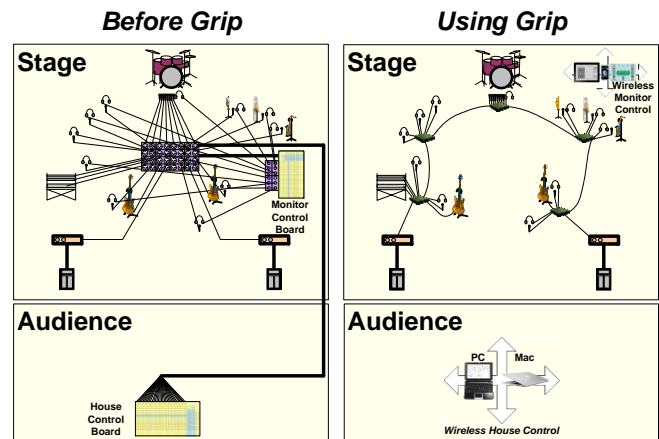 Before Grip
Using Grip
Stage
Monitor
Control
Board
Audience
House
Control
Board
Stage
Wireless
Monitor
Control
Audience
PC
Mac
Wireless House Control